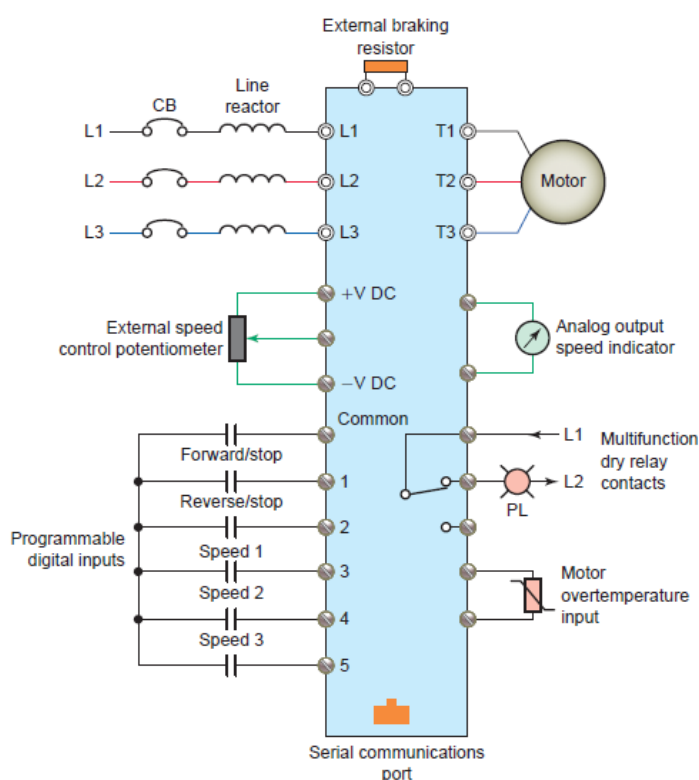 External braking
resistor
Line
reactor
CB
L1
L1
T1
L2
L2
T2
Motor
L3
L3
T3
+V DC
External speed
control potentiometer
Analog output
speed indicator
−V DC
Common
L1
Multifunction
dry relay
contacts
Forward/stop
1
L2
PL
Reverse/stop
2
Programmable
digital inputs
Speed 1
3
Motor
overtemperature
input
Speed 2
4
Speed 3
5
Serial communications
port